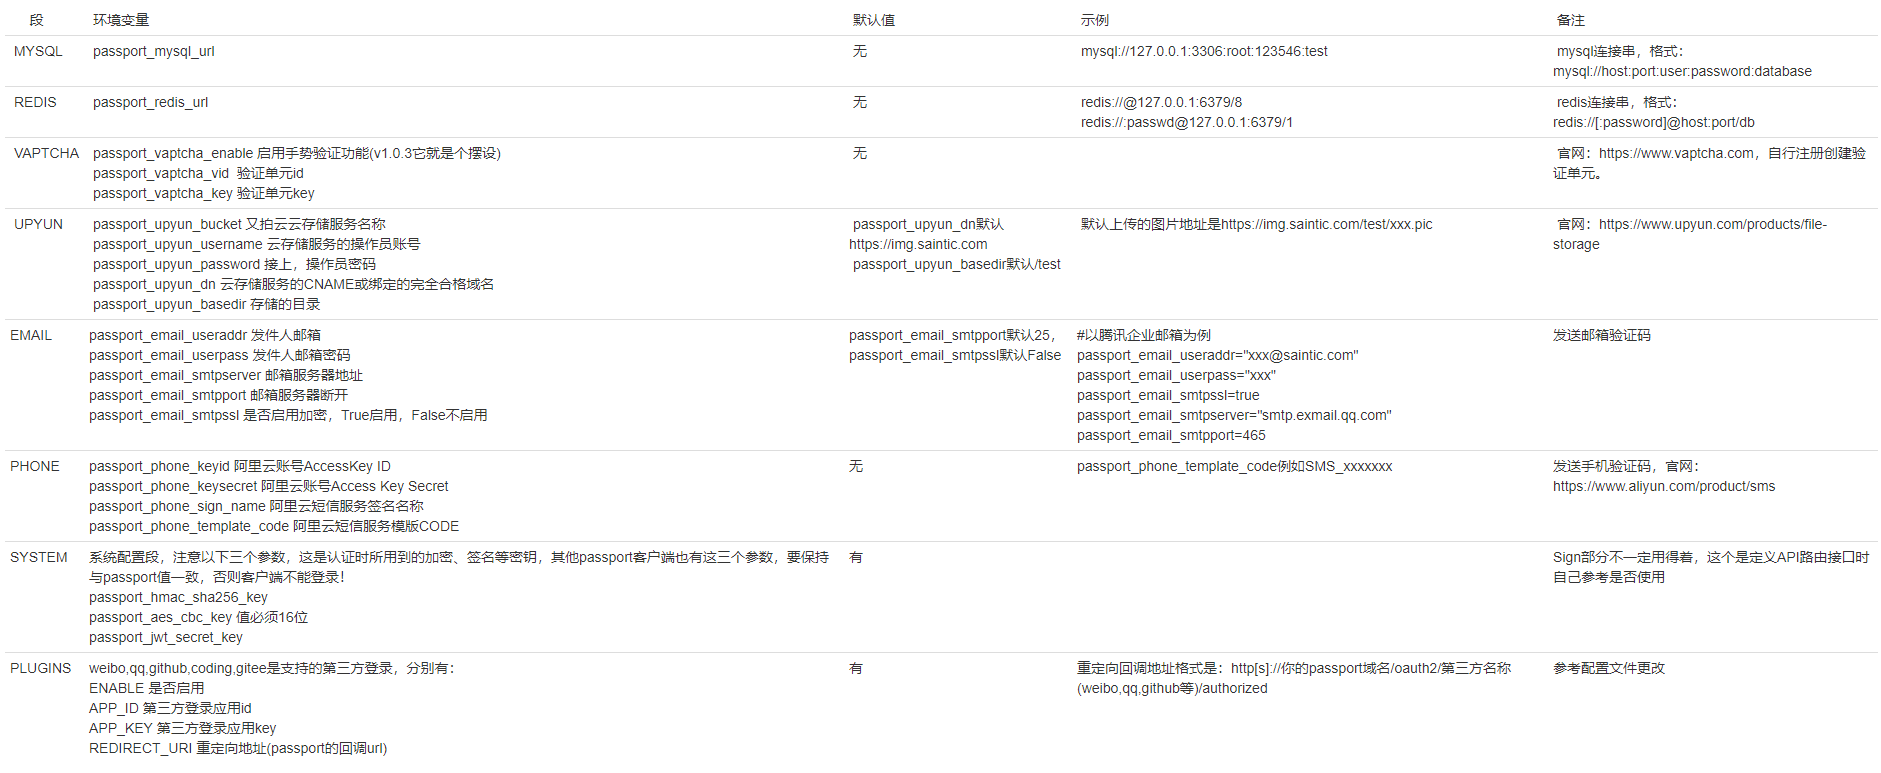 段 环境变量 默认值 示例 备注
MYSQL passport_mysql_url 无 mysql://127.0.0.1:3306:root:123546:test mysql连接串，格式：
mysql://host:port:user:password:database
REDIS passport_redis_url 无 redis://@127.0.0.1:6379/8 redis连接串，格式：
redis://:passwd@127.0.0.1:6379/1 redis://[:password]@host:port/db
VAPTCHA passport_vaptcha_enable 启用手势验证功能(v1.0.3它就是个摆设) 无 官网：https://www.vaptcha.com，自行注册创建验
passport_vaptcha_vid 验证单元id 证单元。
passport_vaptcha_key 验证单元key
UPYUN passport_upyun_bucket 又拍云云存储服务名称 passport_upyun_dn默认 默认上传的图片地址是https://img.saintic.com/test/xxx.pic 官网：https://www.upyun.com/products/file-
passport_upyun_username 云存储服务的操作员账号 https://img.saintic.com storage
passport_upyun_password 接上，操作员密码 passport_upyun_basedir默认/test
passport_upyun_dn 云存储服务的CNAME或绑定的完全合格域名
passport_upyun_basedir 存储的目录
EMAIL passport_email_useraddr 发件人邮箱 passport_email_smtpport默认25， #以腾讯企业邮箱为例 发送邮箱验证码
passport_email_userpass 发件人邮箱密码 passport_email_smtpssl默认False passport_email_useraddr="xxx@saintic.com"
passport_email_smtpserver 邮箱服务器地址 passport_email_userpass="xxx"
passport_email_smtpport 邮箱服务器断开 passport_email_smtpssl=true
passport_email_smtpssl 是否启用加密，True启用，False不启用 passport_email_smtpserver="smtp.exmail.qq.com"
passport_email_smtpport=465
PHONE passport_phone_keyid 阿里云账号AccessKey ID 无 passport_phone_template_code例如SMS_xxxxxxx 发送手机验证码，官网：
passport_phone_keysecret 阿里云账号Access Key Secret https://www.aliyun.com/product/sms
passport_phone_sign_name 阿里云短信服务签名名称
passport_phone_template_code 阿里云短信服务模版CODE
SYSTEM 系统配置段，注意以下三个参数，这是认证时所用到的加密、签名等密钥，其他passport客户端也有这三个参数，要保持 有 Sign部分不一定用得着，这个是定义API路由接口时
与passport值一致，否则客户端不能登录！ 自己参考是否使用
passport_hmac_sha256_key
passport_aes_cbc_key 值必须16位
passport_jwt_secret_key
PLUGINS weibo,qq,github,coding,gitee是支持的第三方登录，分别有： 有 重定向回调地址格式是：http[s]://你的passport域名/oauth2/第三方名称 参考配置文件更改
ENABLE 是否启用 (weibo,qq,github等)/authorized
APP_ID 第三方登录应用id
APP_KEY 第三方登录应用key
REDIRECT_URI 重定向地址(passport的回调url)